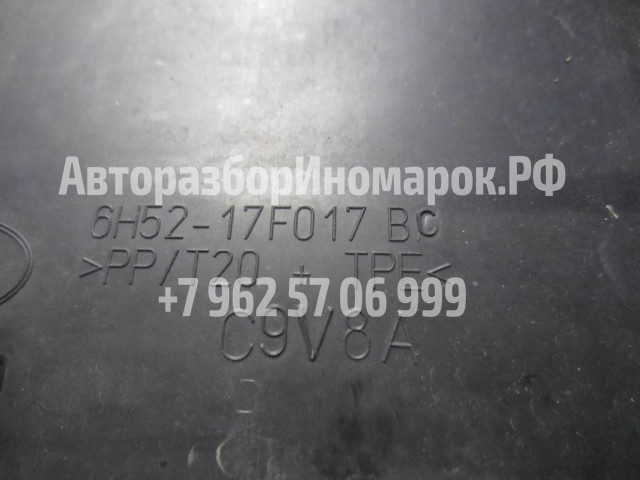 АвторазборИномарок.РФ
6H52-17F017 BC
>PP/T20 + TPE<
+7 962 57 06 999
C9V8A